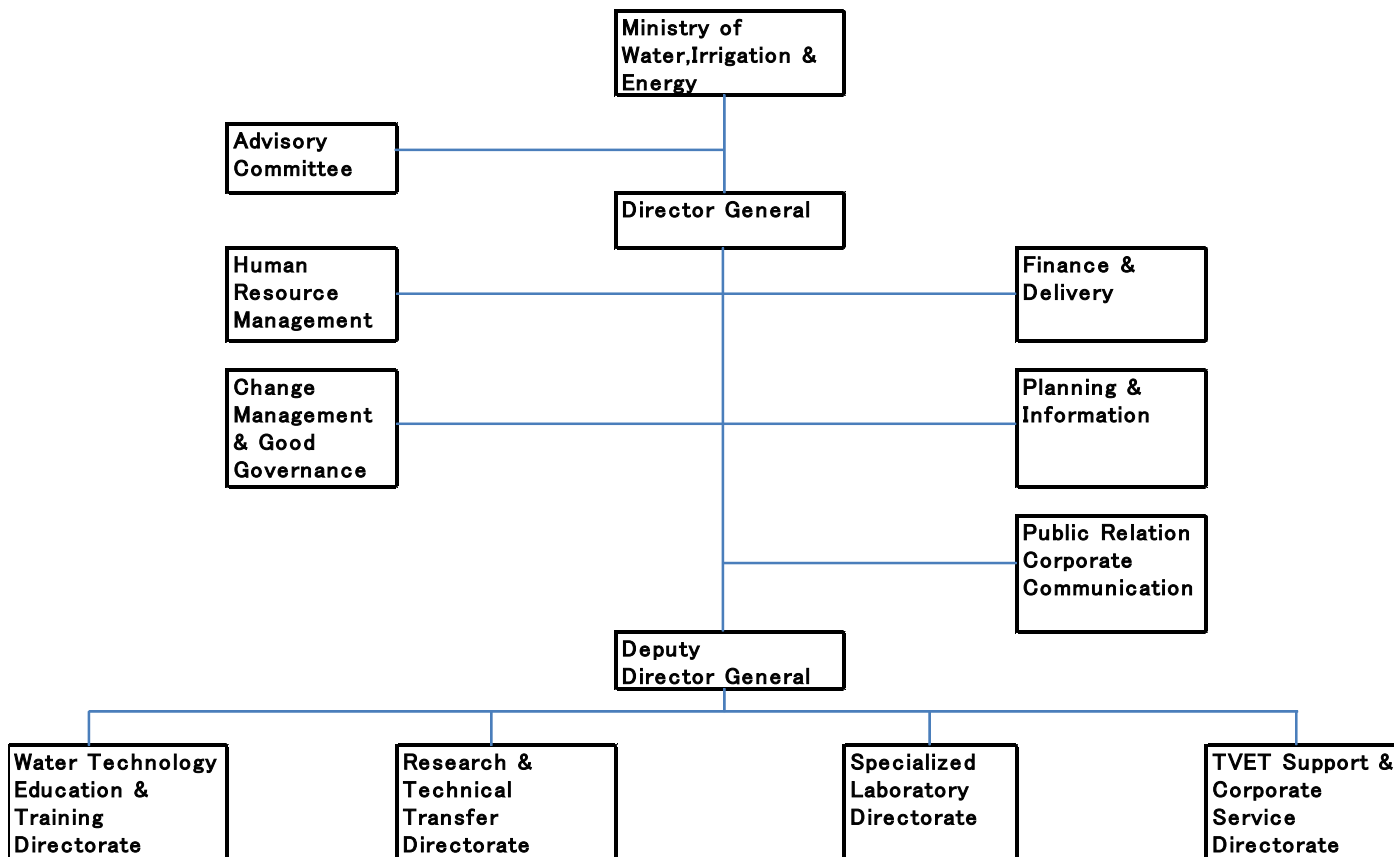 Ministry of
Water,Irrigation &
Energy
Advisory
Committee
Director General
Human
Resource
Management
Finance &
Delivery
Change
Management
& Good
Governance
Planning &
Information
Public Relation
Corporate
Communication
Deputy
Director General
Water Technology
Education &
Training
Directorate
Research &
Technical
Transfer
Directorate
Specialized
Laboratory
Directorate
TVET Support &
Corporate
Service
Directorate